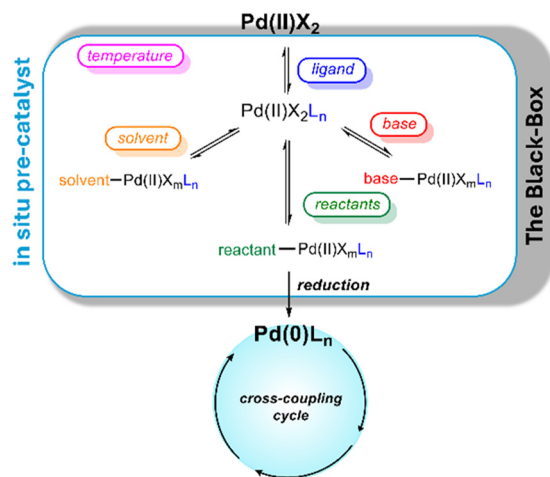 Pd(II)X₂
temperature
ligand
Pd(II)X₂Lₙ
solvent
base
solvent—Pd(II)XₘLₙ
base—Pd(II)XₘLₙ
reactants
reactant—Pd(II)XₘLₙ
reduction
Pd(0)Lₙ
cross-coupling
cycle
in situ pre-catalyst
The Black-Box